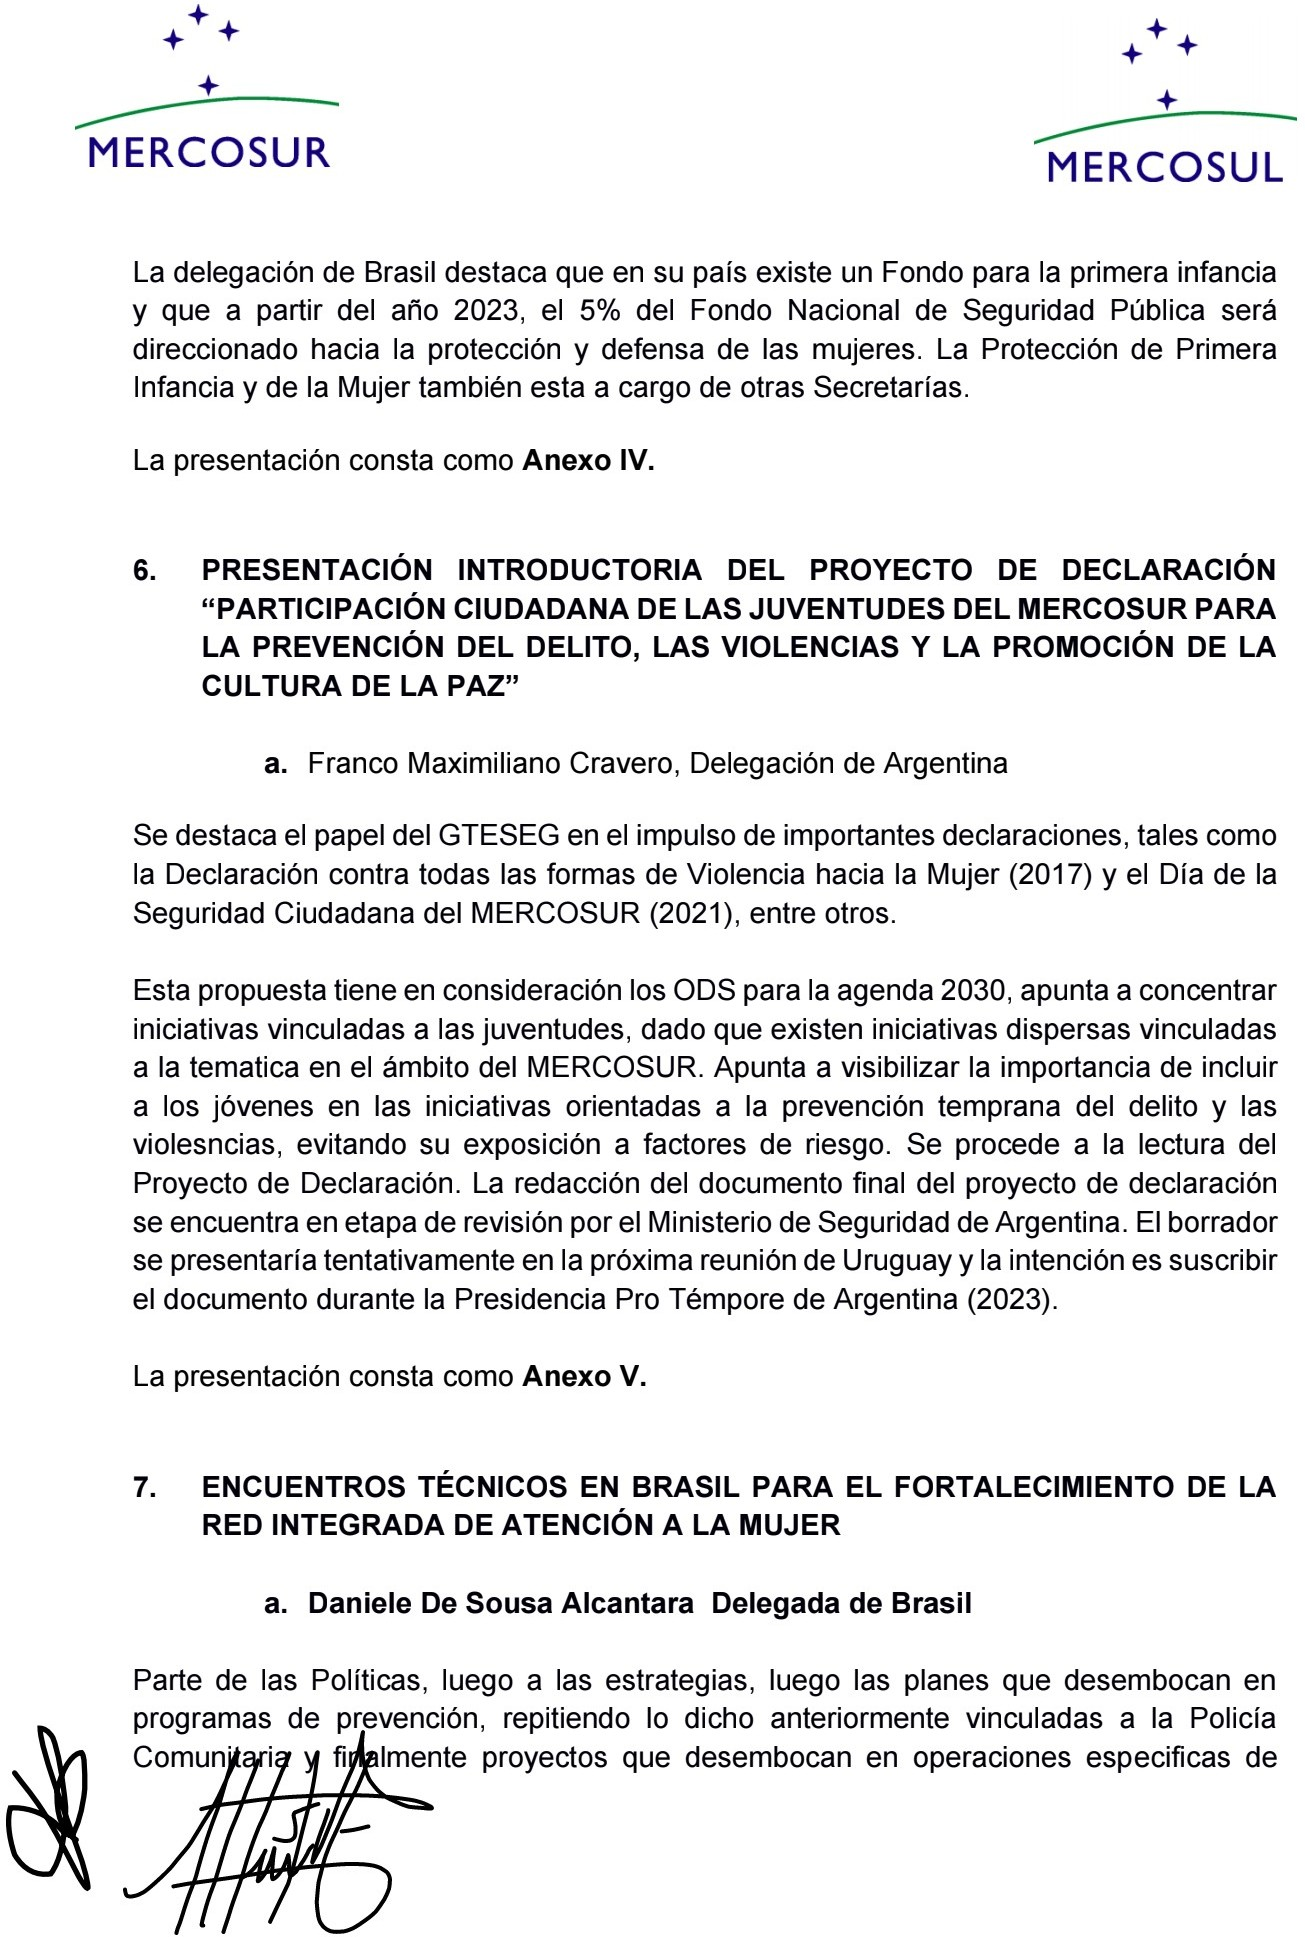 MERCOSUR
MERCOSUL
La delegación de Brasil destaca que en su país existe un Fondo para la primera infancia
y que a partir del año 2023, el 5% del Fondo Nacional de Seguridad Pública será
direccionado hacia la protección y defensa de las mujeres. La Protección de Primera
Infancia y de la Mujer también esta a cargo de otras Secretarías.
La presentación consta como Anexo IV.
6. PRESENTACIÓN INTRODUCTORIA DEL PROYECTO DE DECLARACIÓN
“PARTICIPACIÓN CIUDADANA DE LAS JUVENTUDES DEL MERCOSUR PARA
LA PREVENCIÓN DEL DELITO, LAS VIOLENCIAS Y LA PROMOCIÓN DE LA
CULTURA DE LA PAZ”
a. Franco Maximiliano Cravero, Delegación de Argentina
Se destaca el papel del GTESEG en el impulso de importantes declaraciones, tales como
la Declaración contra todas las formas de Violencia hacia la Mujer (2017) y el Día de la
Seguridad Ciudadana del MERCOSUR (2021), entre otros.
Esta propuesta tiene en consideración los ODS para la agenda 2030, apunta a concentrar
iniciativas vinculadas a las juventudes, dado que existen iniciativas dispersas vinculadas
a la tematica en el ámbito del MERCOSUR. Apunta a visibilizar la importancia de incluir
a los jóvenes en las iniciativas orientadas a la prevención temprana del delito y las
violesncias, evitando su exposición a factores de riesgo. Se procede a la lectura del
Proyecto de Declaración. La redacción del documento final del proyecto de declaración
se encuentra en etapa de revisión por el Ministerio de Seguridad de Argentina. El borrador
se presentaría tentativamente en la próxima reunión de Uruguay y la intención es suscribir
el documento durante la Presidencia Pro Témpore de Argentina (2023).
La presentación consta como Anexo V.
7. ENCUENTROS TÉCNICOS EN BRASIL PARA EL FORTALECIMIENTO DE LA
RED INTEGRADA DE ATENCIÓN A LA MUJER
a. Daniele De Sousa Alcantara Delegada de Brasil
Parte de las Políticas, luego a las estrategias, luego las planes que desembocan en
programas de prevención, repitiendo lo dicho anteriormente vinculadas a la Policía
Comunitaria y finalmente proyectos que desembocan en operaciones especificas de